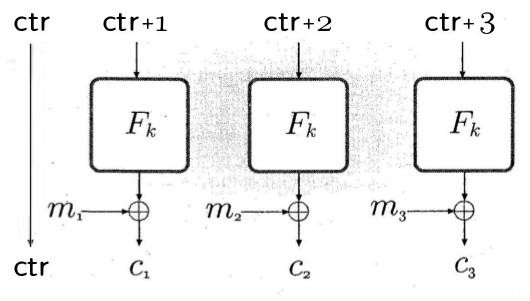 ctr ctr+1 ctr+2 ctr+3
F_k F_k F_k
m_1 m_2 m_3
ctr c_1 c_2 c_3